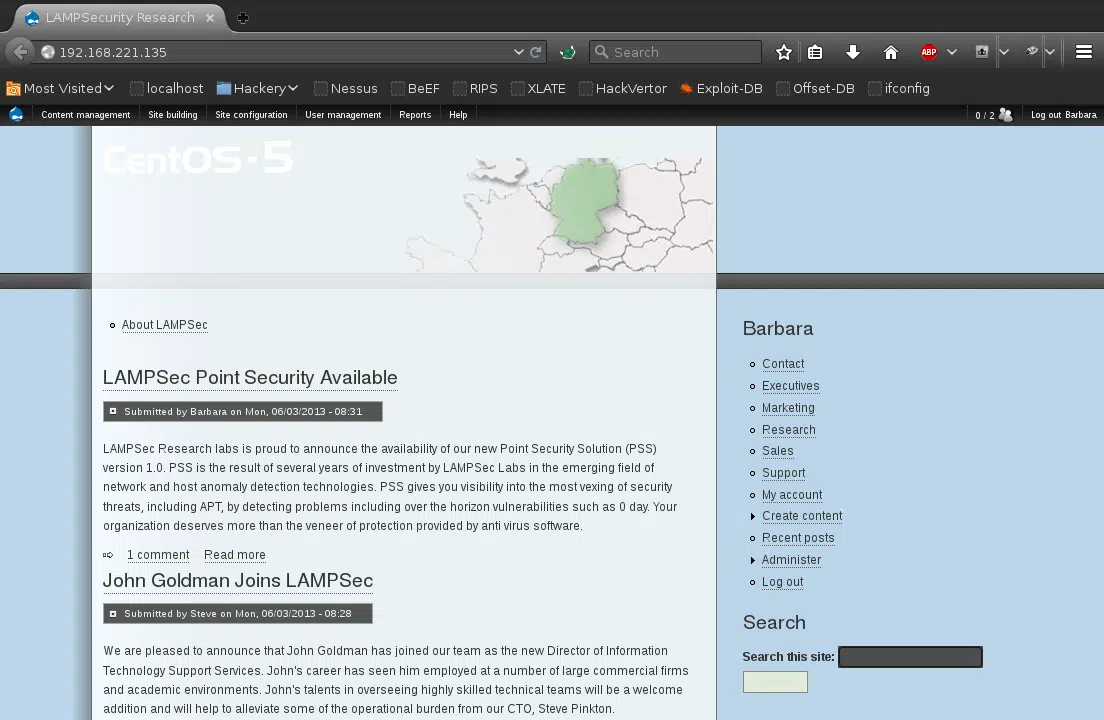 LAMPSecurity Research
192.168.221.135
Search
ABP
Most Visited
localhost
Hackery
Nessus
BeEF
RIPS
XLATE
HackVertor
Exploit-DB
Offset-DB
ifconfig
Content management
Site building
Site configuration
User management
Reports
Help
0 / 2
Log out Barbara
CentOS-5
About LAMPSec
LAMPSec Point Security Available
Submitted by Barbara on Mon, 06/03/2013 - 08:31
LAMPSec Research labs is proud to announce the availability of our new Point Security Solution (PSS)
version 1.0. PSS is the result of several years of investment by LAMPSec Labs in the emerging field of
network and host anomaly detection technologies. PSS gives you visibility into the most vexing of security
threats, including APT, by detecting problems including over the horizon vulnerabilities such as 0 day. Your
organization deserves more than the veneer of protection provided by anti virus software.
1 comment Read more
John Goldman Joins LAMPSec
Submitted by Steve on Mon, 06/03/2013 - 08:28
We are pleased to announce that John Goldman has joined our team as the new Director of Information
Technology Support Services. John's career has seen him employed at a number of large commercial firms
and academic environments. John's talents in overseeing highly skilled technical teams will be a welcome
addition and will help to alleviate some of the operational burden from our CTO, Steve Pinkton.
Barbara
Contact
Executives
Marketing
Research
Sales
Support
My account
Create content
Recent posts
Administer
Log out
Search
Search this site: